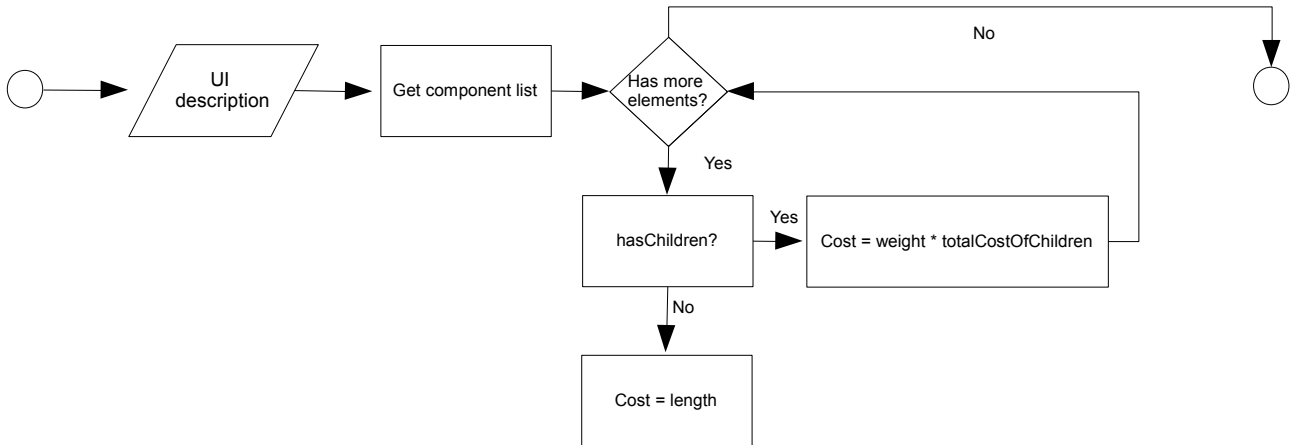 No
UI
description
Get component list
Has more
elements?
Yes
hasChildren?
Yes
Cost = weight * totalCostOfChildren
No
Cost = length